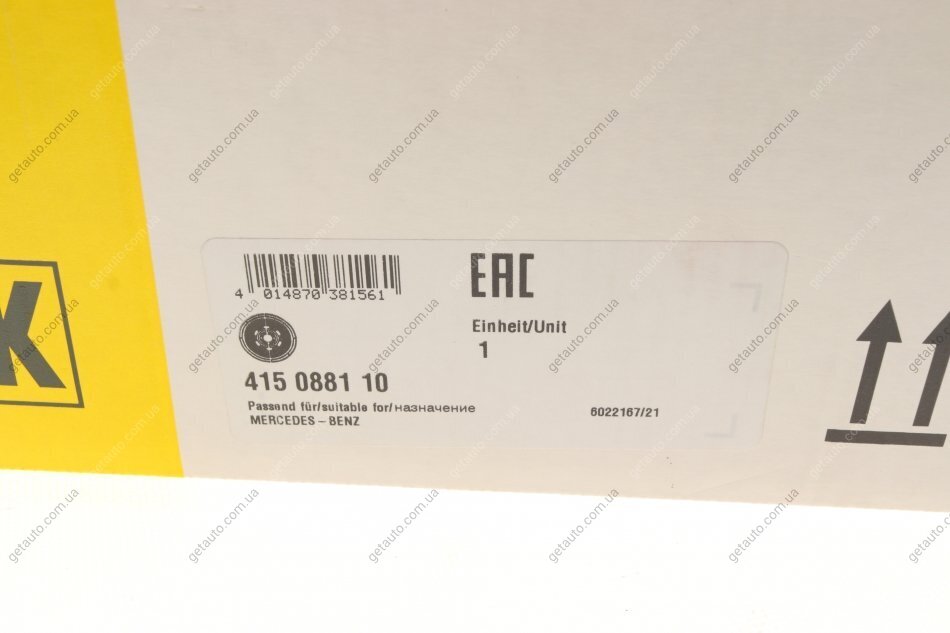 K
4 014870 381561
EAC
Einheit/Unit
1
415 0881 10
Passend für/suitable for/назначение
MERCEDES – BENZ
6022167/21
getauto.com.ua